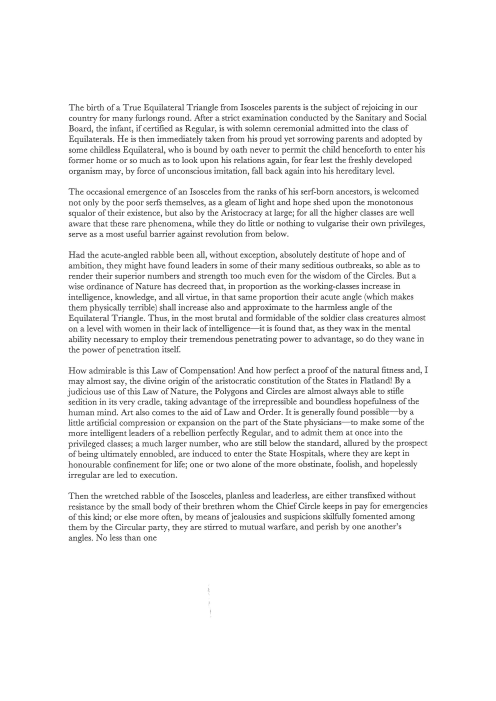 The birth of a True Equilateral Triangle from Isosceles parents is the subject of rejoicing in our
country for many furlongs round. After a strict examination conducted by the Sanitary and Social
Board, the infant, if certified as Regular, is with solemn ceremonial admitted into the class of
Equilaterals. He is then immediately taken from his proud yet sorrowing parents and adopted by
some childless Equilateral, who is bound by oath never to permit the child henceforth to enter his
former home or so much as to look upon his relations again, for fear lest the freshly developed
organism may, by force of unconscious imitation, fall back again into his hereditary level.
The occasional emergence of an Isosceles from the ranks of his serf-born ancestors, is welcomed
not only by the poor serfs themselves, as a gleam of light and hope shed upon the monotonous
squalor of their existence, but also by the Aristocracy at large; for all the higher classes are well
aware that these rare phenomena, while they do little or nothing to vulgarise their own privileges,
serve as a most useful barrier against revolution from below.
Had the acute-angled rabble been all, without exception, absolutely destitute of hope and of
ambition, they might have found leaders in some of their many seditious outbreaks, so able as to
render their superior numbers and strength too much even for the wisdom of the Circles. But a
wise ordinance of Nature has decreed that, in proportion as the working-classes increase in
intelligence, knowledge, and all virtue, in that same proportion their acute angle (which makes
them physically terrible) shall increase also and approximate to the harmless angle of the
Equilateral Triangle. Thus, in the most brutal and formidable of the soldier class creatures almost
on a level with women in their lack of intelligence—it is found that, as they wax in the mental
ability necessary to employ their tremendous penetrating power to advantage, so do they wane in
the power of penetration itself.
How admirable is this Law of Compensation! And how perfect a proof of the natural fitness and, I
may almost say, the divine origin of the aristocratic constitution of the States in Flatland! By a
judicious use of this Law of Nature, the Polygons and Circles are almost always able to stifle
sedition in its very cradle, taking advantage of the irrepressible and boundless hopefulness of the
human mind. Art also comes to the aid of Law and Order. It is generally found possible—by a
little artificial compression or expansion on the part of the State physicians—to make some of the
more intelligent leaders of a rebellion perfectly Regular, and to admit them at once into the
privileged classes; a much larger number, who are still below the standard, allured by the prospect
of being ultimately ennobled, are induced to enter the State Hospitals, where they are kept in
honourable confinement for life; one or two alone of the more obstinate, foolish, and hopelessly
irregular are led to execution.
Then the wretched rabble of the Isosceles, planless and leaderless, are either transfixed without
resistance by the small body of their brethren whom the Chief Circle keeps in pay for emergencies
of this kind; or else more often, by means of jealousies and suspicions skilfully fomented among
them by the Circular party, they are stirred to mutual warfare, and perish by one another's
angles. No less than one